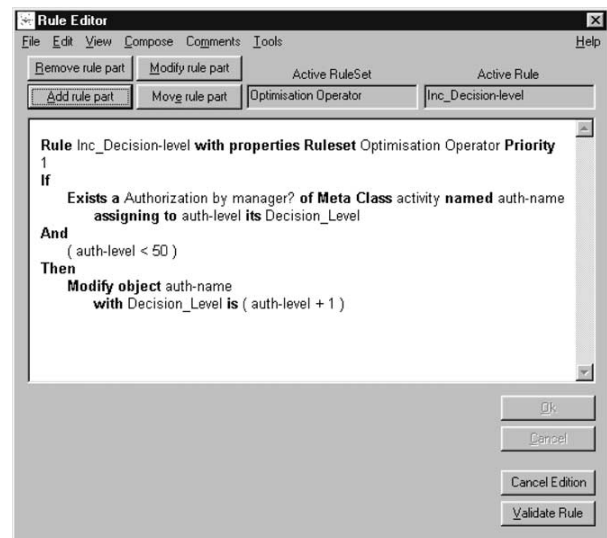 Rule Editor
File Edit View Compose Comments Tools Help
Remove rule part Modify rule part Active RuleSet Active Rule
Add rule part Move rule part Optimisation Operator Inc_Decision-level
Rule Inc_Decision-level with properties Ruleset Optimisation Operator Priority
1
If
Exists a Authorization by manager? of Meta Class activity named auth-name
assigning to auth-level its Decision_Level
And
( auth-level < 50 )
Then
Modify object auth-name
with Decision_Level is ( auth-level + 1 )
Ok
Cancel
Cancel Edition
Validate Rule